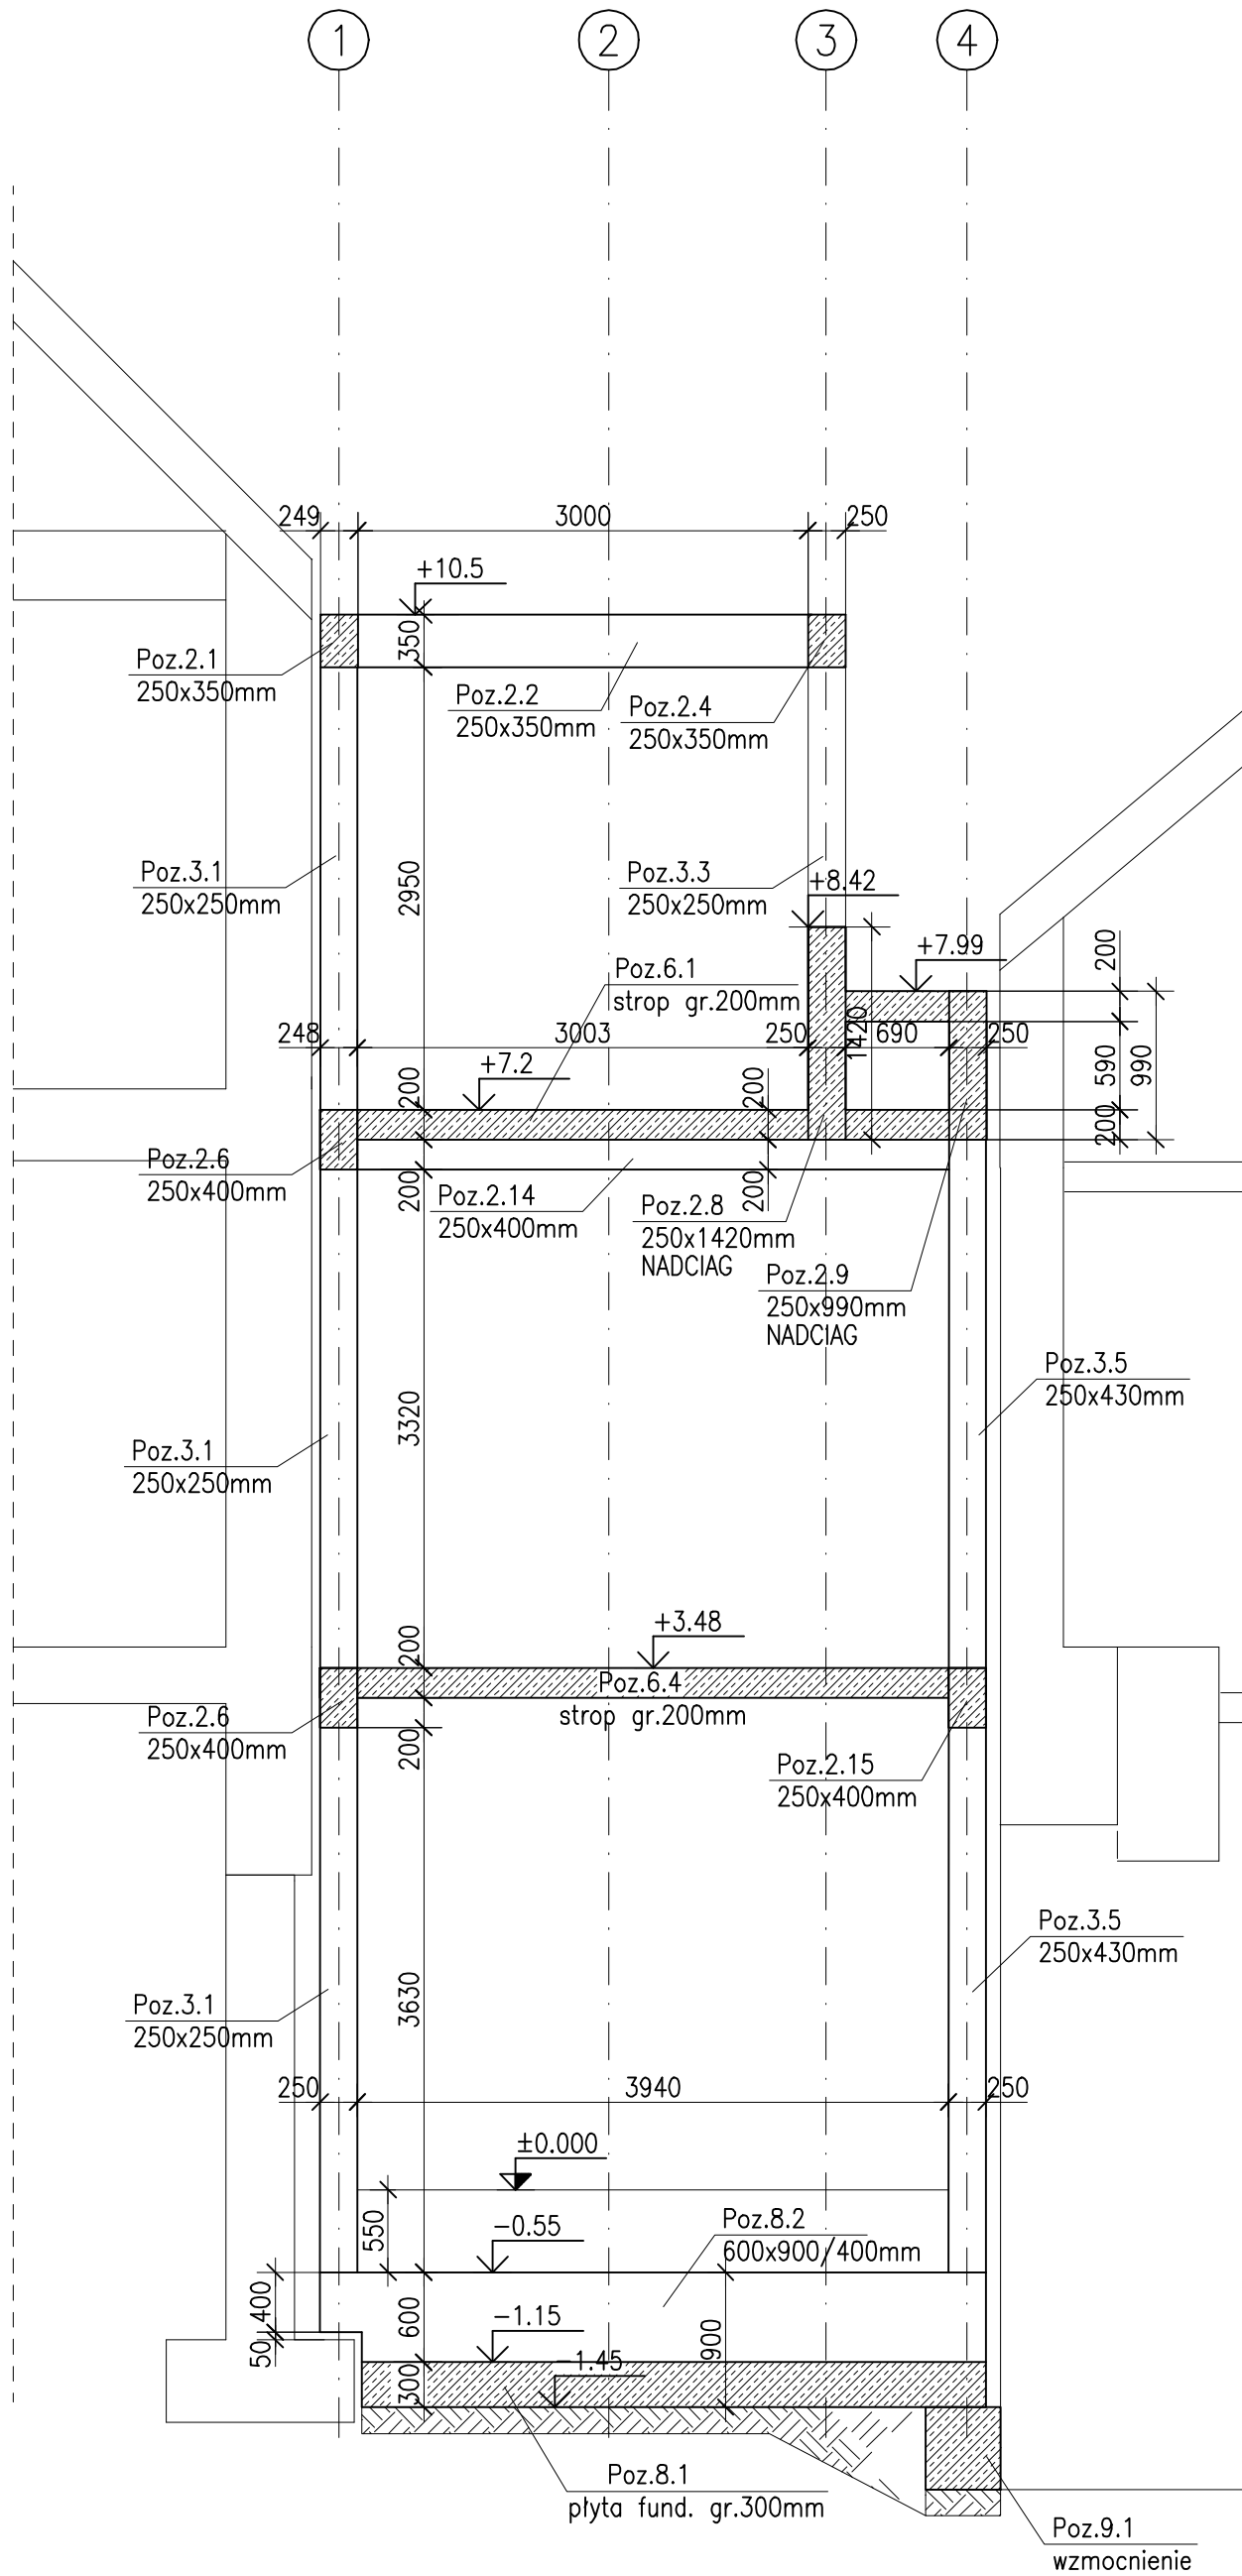 1 2 3 4
249 3000 250
+10.5
350
Poz.2.1
250x350mm
Poz.2.2
250x350mm
Poz.2.4
250x350mm
Poz.3.1
250x250mm
2950
Poz.3.3
250x250mm
+8.42
+7.99
200
Poz.6.1
strop gr.200mm
248 3003 250 1420 690 250
590 990
+7.2
200 200 200
Poz.2.6
250x400mm
200
Poz.2.14
250x400mm
200
Poz.2.8
250x1420mm
NADCIAG
Poz.2.9
250x990mm
NADCIAG
Poz.3.5
250x430mm
3320
Poz.3.1
250x250mm
+3.48
200
Poz.6.4
strop gr.200mm
Poz.2.6
250x400mm
200
Poz.2.15
250x400mm
Poz.3.5
250x430mm
3630
Poz.3.1
250x250mm
250 3940 250
±0.000
550
-0.55
Poz.8.2
600x900/400mm
400
600
-1.15
900
50
300
-1.45
Poz.8.1
płyta fund. gr.300mm
Poz.9.1
wzmocnienie